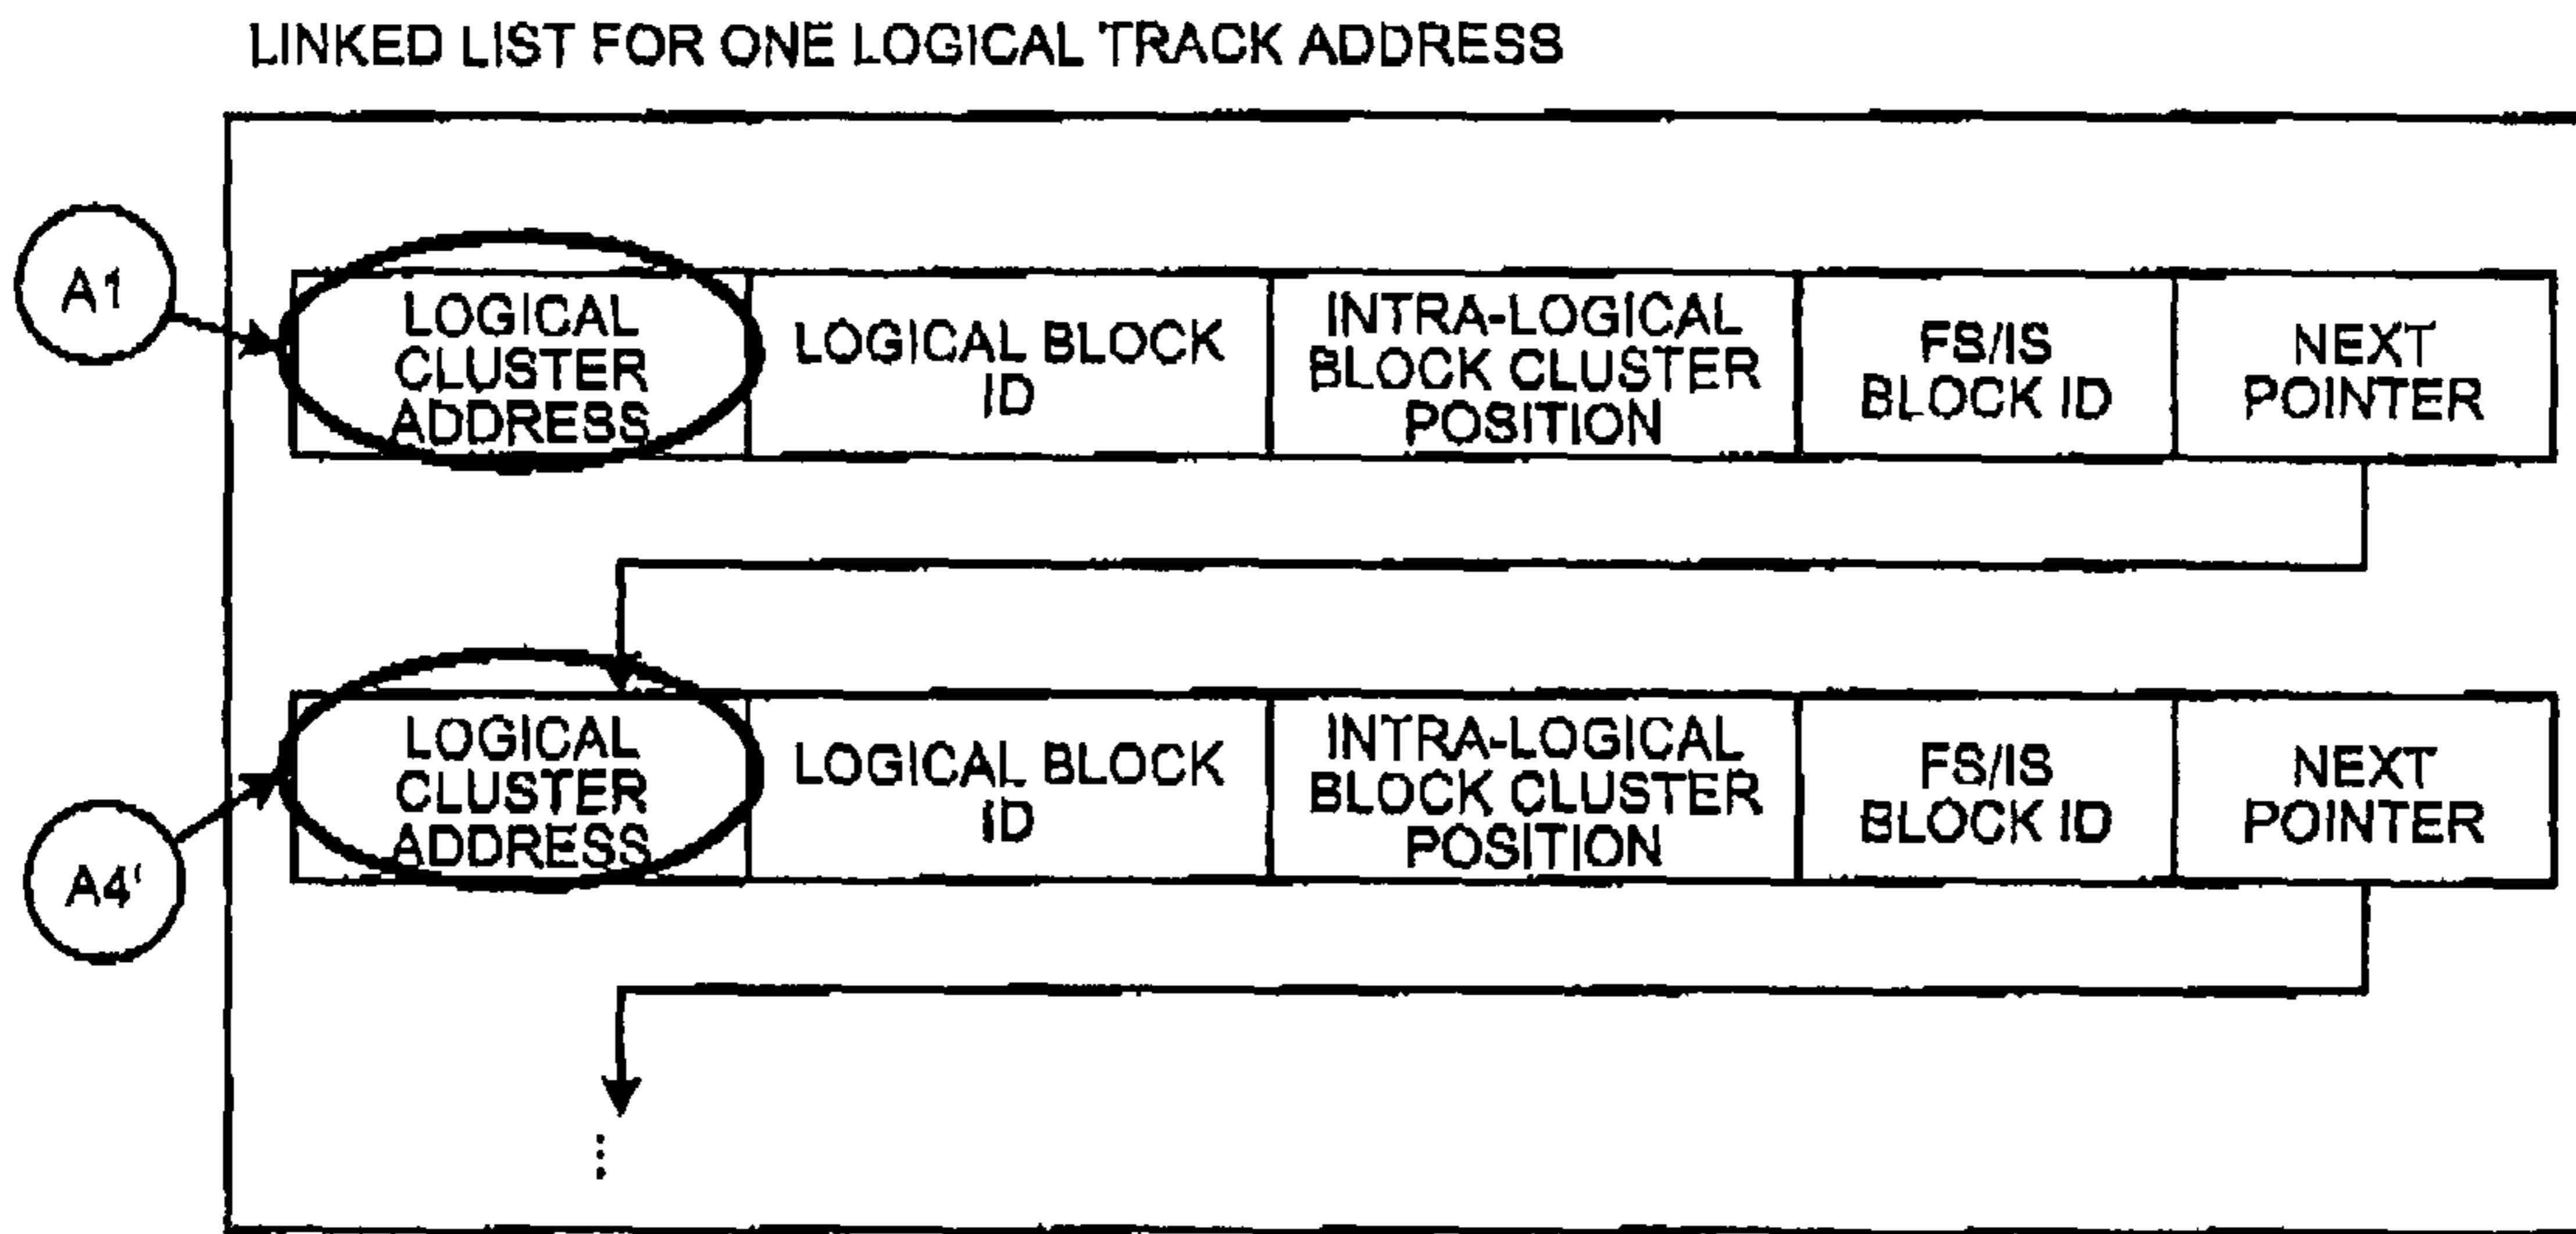 LINKED LIST FOR ONE LOGICAL TRACK ADDRESS
A1
LOGICAL
CLUSTER
ADDRESS
LOGICAL BLOCK
ID
INTRA-LOGICAL
BLOCK CLUSTER
POSITION
FS/IS
BLOCK ID
NEXT
POINTER
A4'
LOGICAL
CLUSTER
ADDRESS
LOGICAL BLOCK
ID
INTRA-LOGICAL
BLOCK CLUSTER
POSITION
FS/IS
BLOCK ID
NEXT
POINTER
⋮